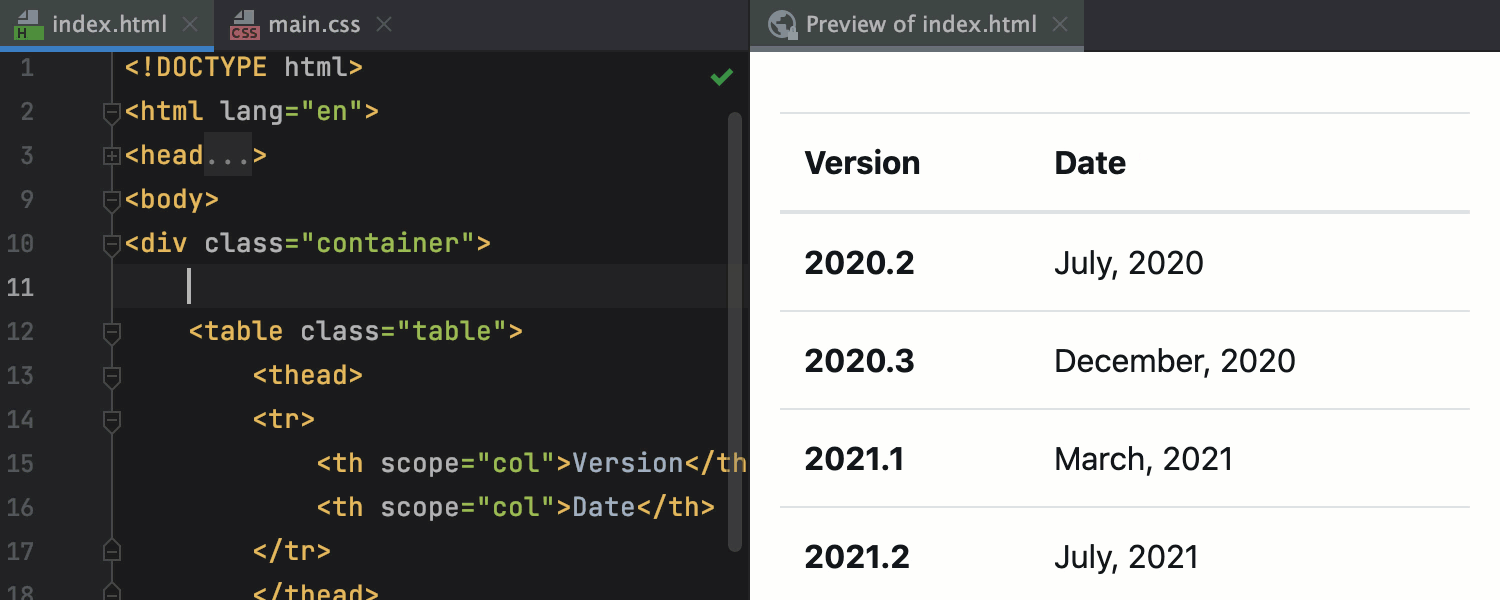 index.html
main.css
1 <!DOCTYPE html>
2 <html lang="en">
3 <head...>
9 <body>
10 <div class="container">
11
12 <table class="table">
13 <thead>
14 <tr>
15 <th scope="col">Version</th
16 <th scope="col">Date</th>
17 </tr>
18 </thead>
Preview of index.html
Version Date
2020.2 July, 2020
2020.3 December, 2020
2021.1 March, 2021
2021.2 July, 2021